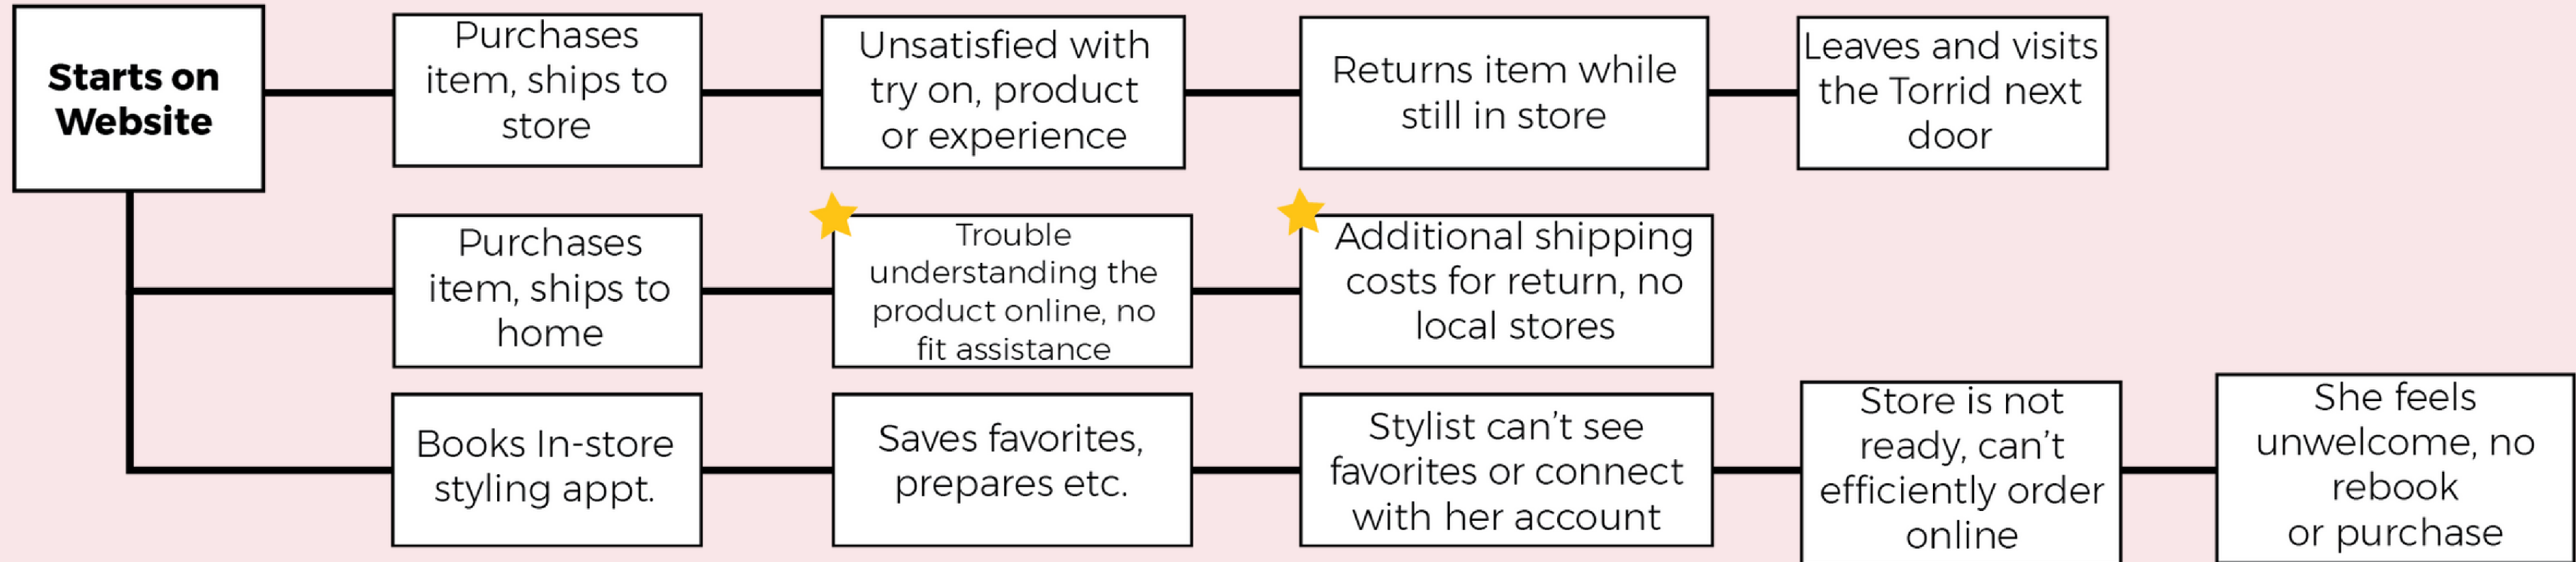 Starts on
Website
Purchases
item, ships to
store
Unsatisfied with
try on, product
or experience
Returns item while
still in store
Leaves and visits
the Torrid next
door
Purchases
item, ships to
home
Trouble
understanding the
product online, no
fit assistance
Additional shipping
costs for return, no
local stores
Books In-store
styling appt.
Saves favorites,
prepares etc.
Stylist can’t see
favorites or connect
with her account
Store is not
ready, can’t
efficiently order
online
She feels
unwelcome, no
rebook
or purchase